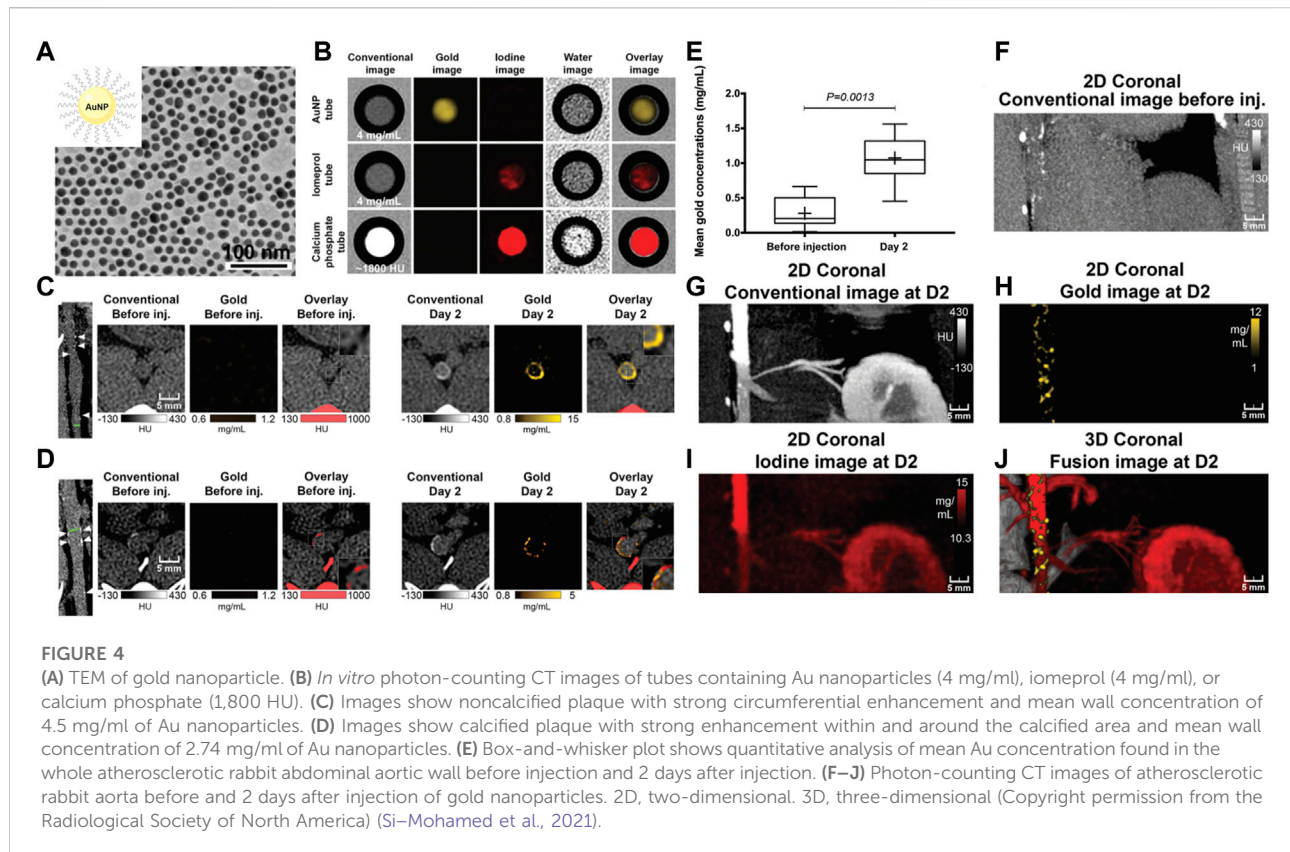 A
AuNP
100 nm
B
Conventional image
Gold image
Iodine image
Water image
Overlay image
AuNP tube
4 mg/mL
Iomeprol tube
4 mg/mL
Calcium phosphate tube
~1800 HU
C
Conventional Before inj.
Gold Before inj.
Overlay Before inj.
Conventional Day 2
Gold Day 2
Overlay Day 2
5 mm
-130 430
HU
0.6 1.2
mg/mL
130 1000
HU
-130 430
HU
0.8 15
mg/mL
D
Conventional Before inj.
Gold Before inj.
Overlay Before inj.
Conventional Day 2
Gold Day 2
Overlay Day 2
5 mm
-130 430
HU
0.6 1.2
mg/mL
130 1000
HU
-130 430
HU
0.8 5
mg/mL
E
Mean gold concentrations (mg/mL)
2.0
1.5
1.0
0.5
0.0
P=0.0013
Before injection Day 2
F
2D Coronal
Conventional image before inj.
430
HU
-130
5 mm
G
2D Coronal
Conventional image at D2
430
HU
-130
5 mm
H
2D Coronal
Gold image at D2
12
mg/
mL
1
5 mm
I
2D Coronal
Iodine image at D2
15
mg/
mL
10.3
5 mm
J
3D Coronal
Fusion image at D2
5 mm
FIGURE 4
(A) TEM of gold nanoparticle. (B) In vitro photon-counting CT images of tubes containing Au nanoparticles (4 mg/ml), iomeprol (4 mg/ml), or
calcium phosphate (1,800 HU). (C) Images show noncalcified plaque with strong circumferential enhancement and mean wall concentration of
4.5 mg/ml of Au nanoparticles. (D) Images show calcified plaque with strong enhancement within and around the calcified area and mean wall
concentration of 2.74 mg/ml of Au nanoparticles. (E) Box-and-whisker plot shows quantitative analysis of mean Au concentration found in the
whole atherosclerotic rabbit abdominal aortic wall before injection and 2 days after injection. (F–J) Photon-counting CT images of atherosclerotic
rabbit aorta before and 2 days after injection of gold nanoparticles. 2D, two-dimensional. 3D, three-dimensional (Copyright permission from the
Radiological Society of North America) (Si–Mohamed et al., 2021).